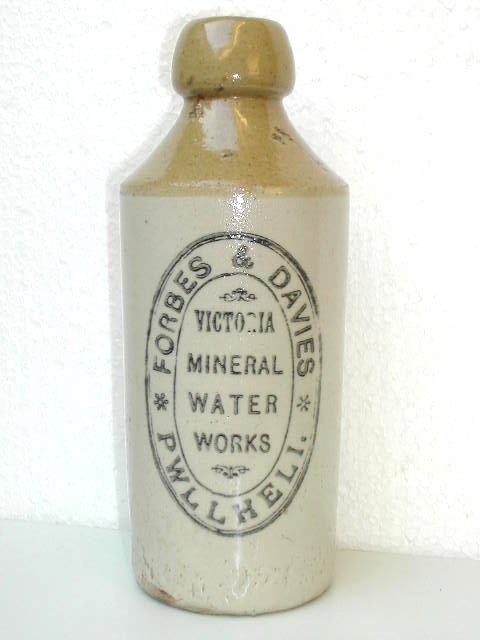 FORBES & DAVIES
VICTORIA
MINERAL
WATER
WORKS
PWLLHELI.